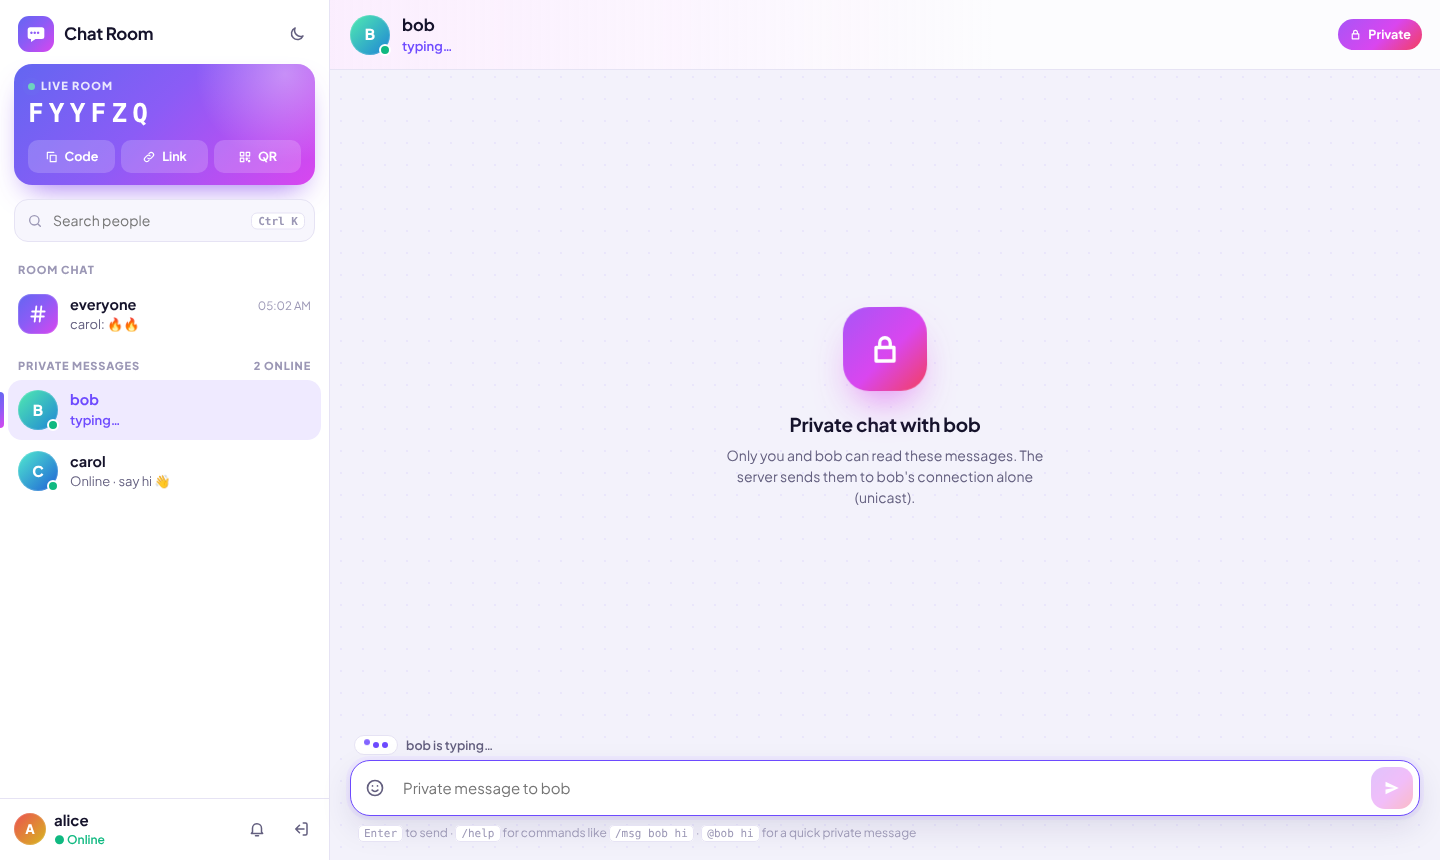 Chat Room
LIVE ROOM
FYYFZQ
Code
Link
QR
Search people
Ctrl K
ROOM CHAT
everyone
05:02 AM
carol: 🔥🔥
PRIVATE MESSAGES
2 ONLINE
B
bob
typing…
C
carol
Online · say hi 👋
A
alice
Online
B
bob
typing…
Private
Private chat with bob
Only you and bob can read these messages. The
server sends them to bob's connection alone
(unicast).
bob is typing…
Private message to bob
Enter to send · /help for commands like /msg bob hi · @bob hi for a quick private message